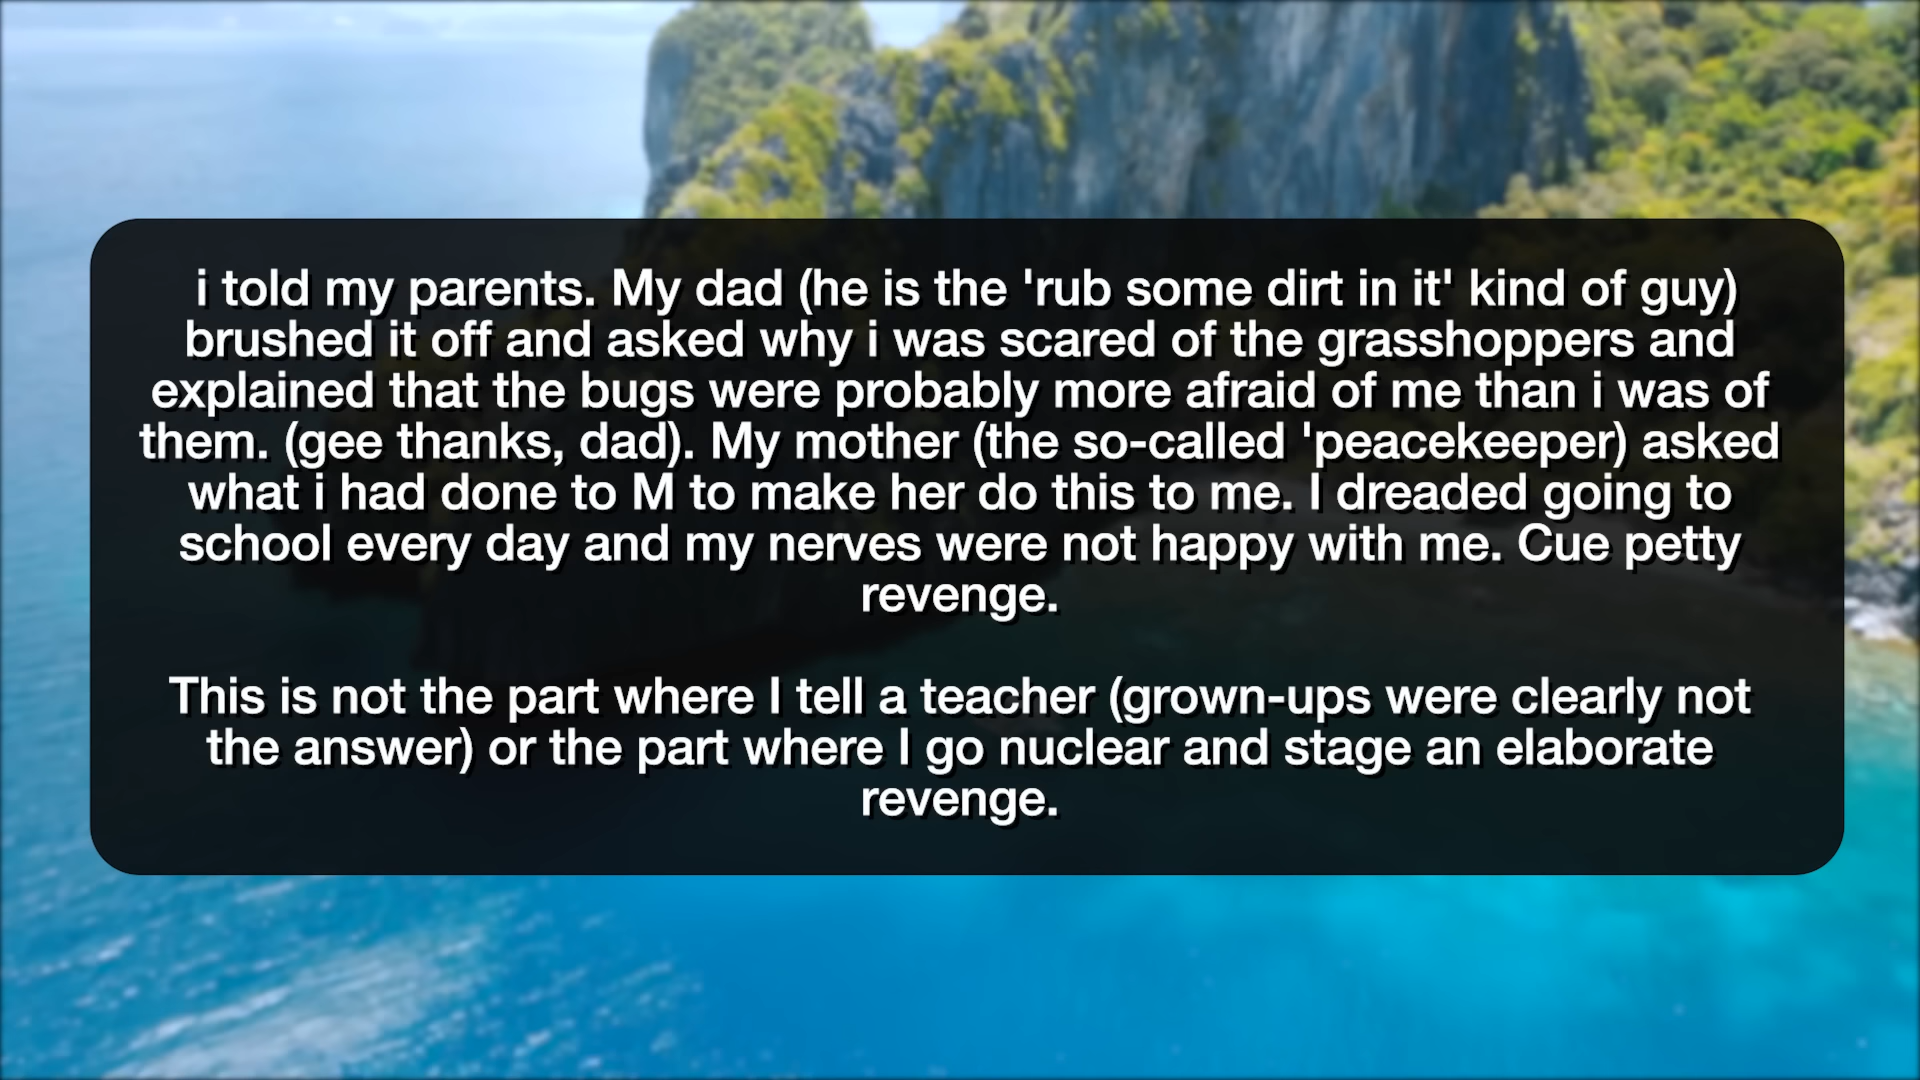 i told my parents. My dad (he is the 'rub some dirt in it' kind of guy)
brushed it off and asked why i was scared of the grasshoppers and
explained that the bugs were probably more afraid of me than i was of
them. (gee thanks, dad). My mother (the so-called 'peacekeeper) asked
what i had done to M to make her do this to me. I dreaded going to
school every day and my nerves were not happy with me. Cue petty
revenge.
This is not the part where I tell a teacher (grown-ups were clearly not
the answer) or the part where I go nuclear and stage an elaborate
revenge.